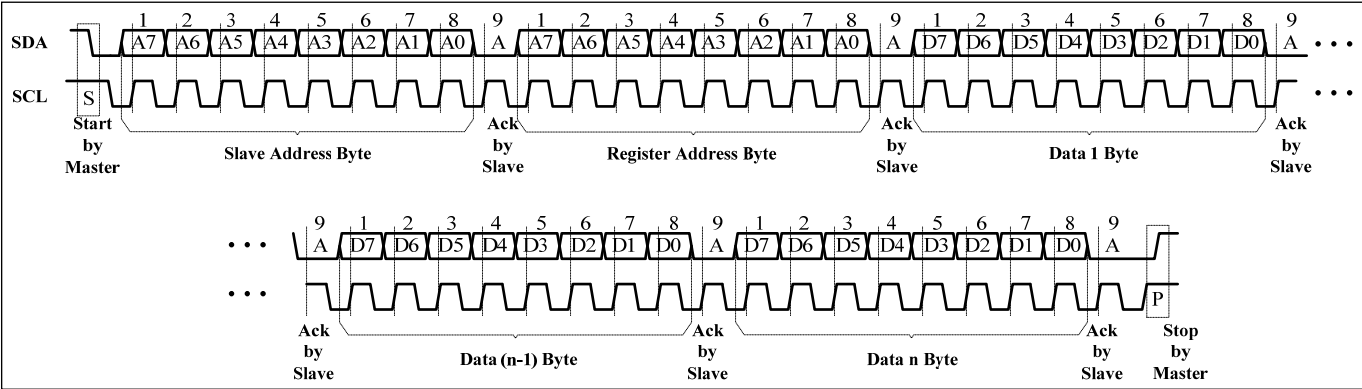 1 2 3 4 5 6 7 8 9 1 2 3 4 5 6 7 8 9 1 2 3 4 5 6 7 8 9
SDA A7 A6 A5 A4 A3 A2 A1 A0 A A7 A6 A5 A4 A3 A2 A1 A0 A D7 D6 D5 D4 D3 D2 D1 D0 A • • •
SCL S • • •
Start by Master
Slave Address Byte
Ack by Slave
Register Address Byte
Ack by Slave
Data 1 Byte
Ack by Slave
9 1 2 3 4 5 6 7 8 9 1 2 3 4 5 6 7 8 9
• • • A D7 D6 D5 D4 D3 D2 D1 D0 A D7 D6 D5 D4 D3 D2 D1 D0 A
• • • P
Ack by Slave
Data (n-1) Byte
Ack by Slave
Data n Byte
Ack by Slave
Stop by Master